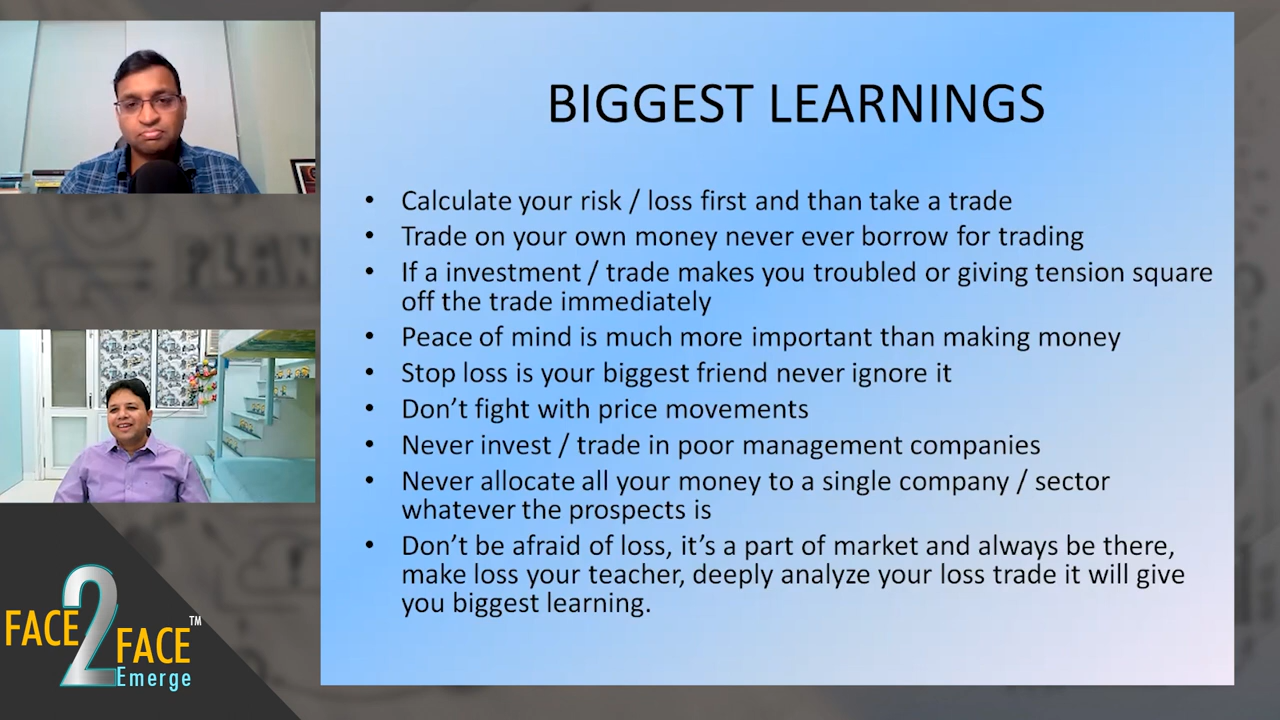 BIGGEST LEARNINGS
• Calculate your risk / loss first and than take a trade
• Trade on your own money never ever borrow for trading
• If a investment / trade makes you troubled or giving tension square
off the trade immediately
• Peace of mind is much more important than making money
• Stop loss is your biggest friend never ignore it
• Don’t fight with price movements
• Never invest / trade in poor management companies
• Never allocate all your money to a single company / sector
whatever the prospects is
• Don’t be afraid of loss, it’s a part of market and always be there,
make loss your teacher, deeply analyze your loss trade it will give
you biggest learning.
PLAN
FACE 2 FACE ™
Emerge